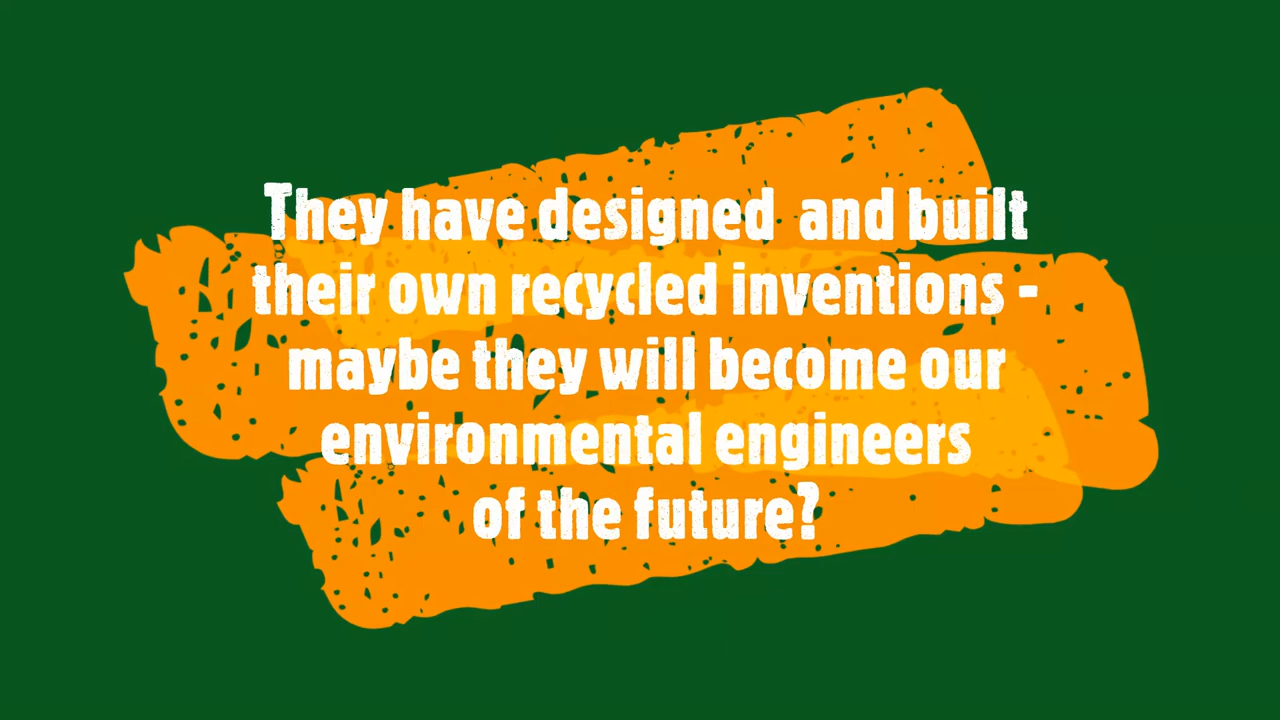 They have designed  and built
their own recycled inventions -
maybe they will become our
environmental engineers
of the future?